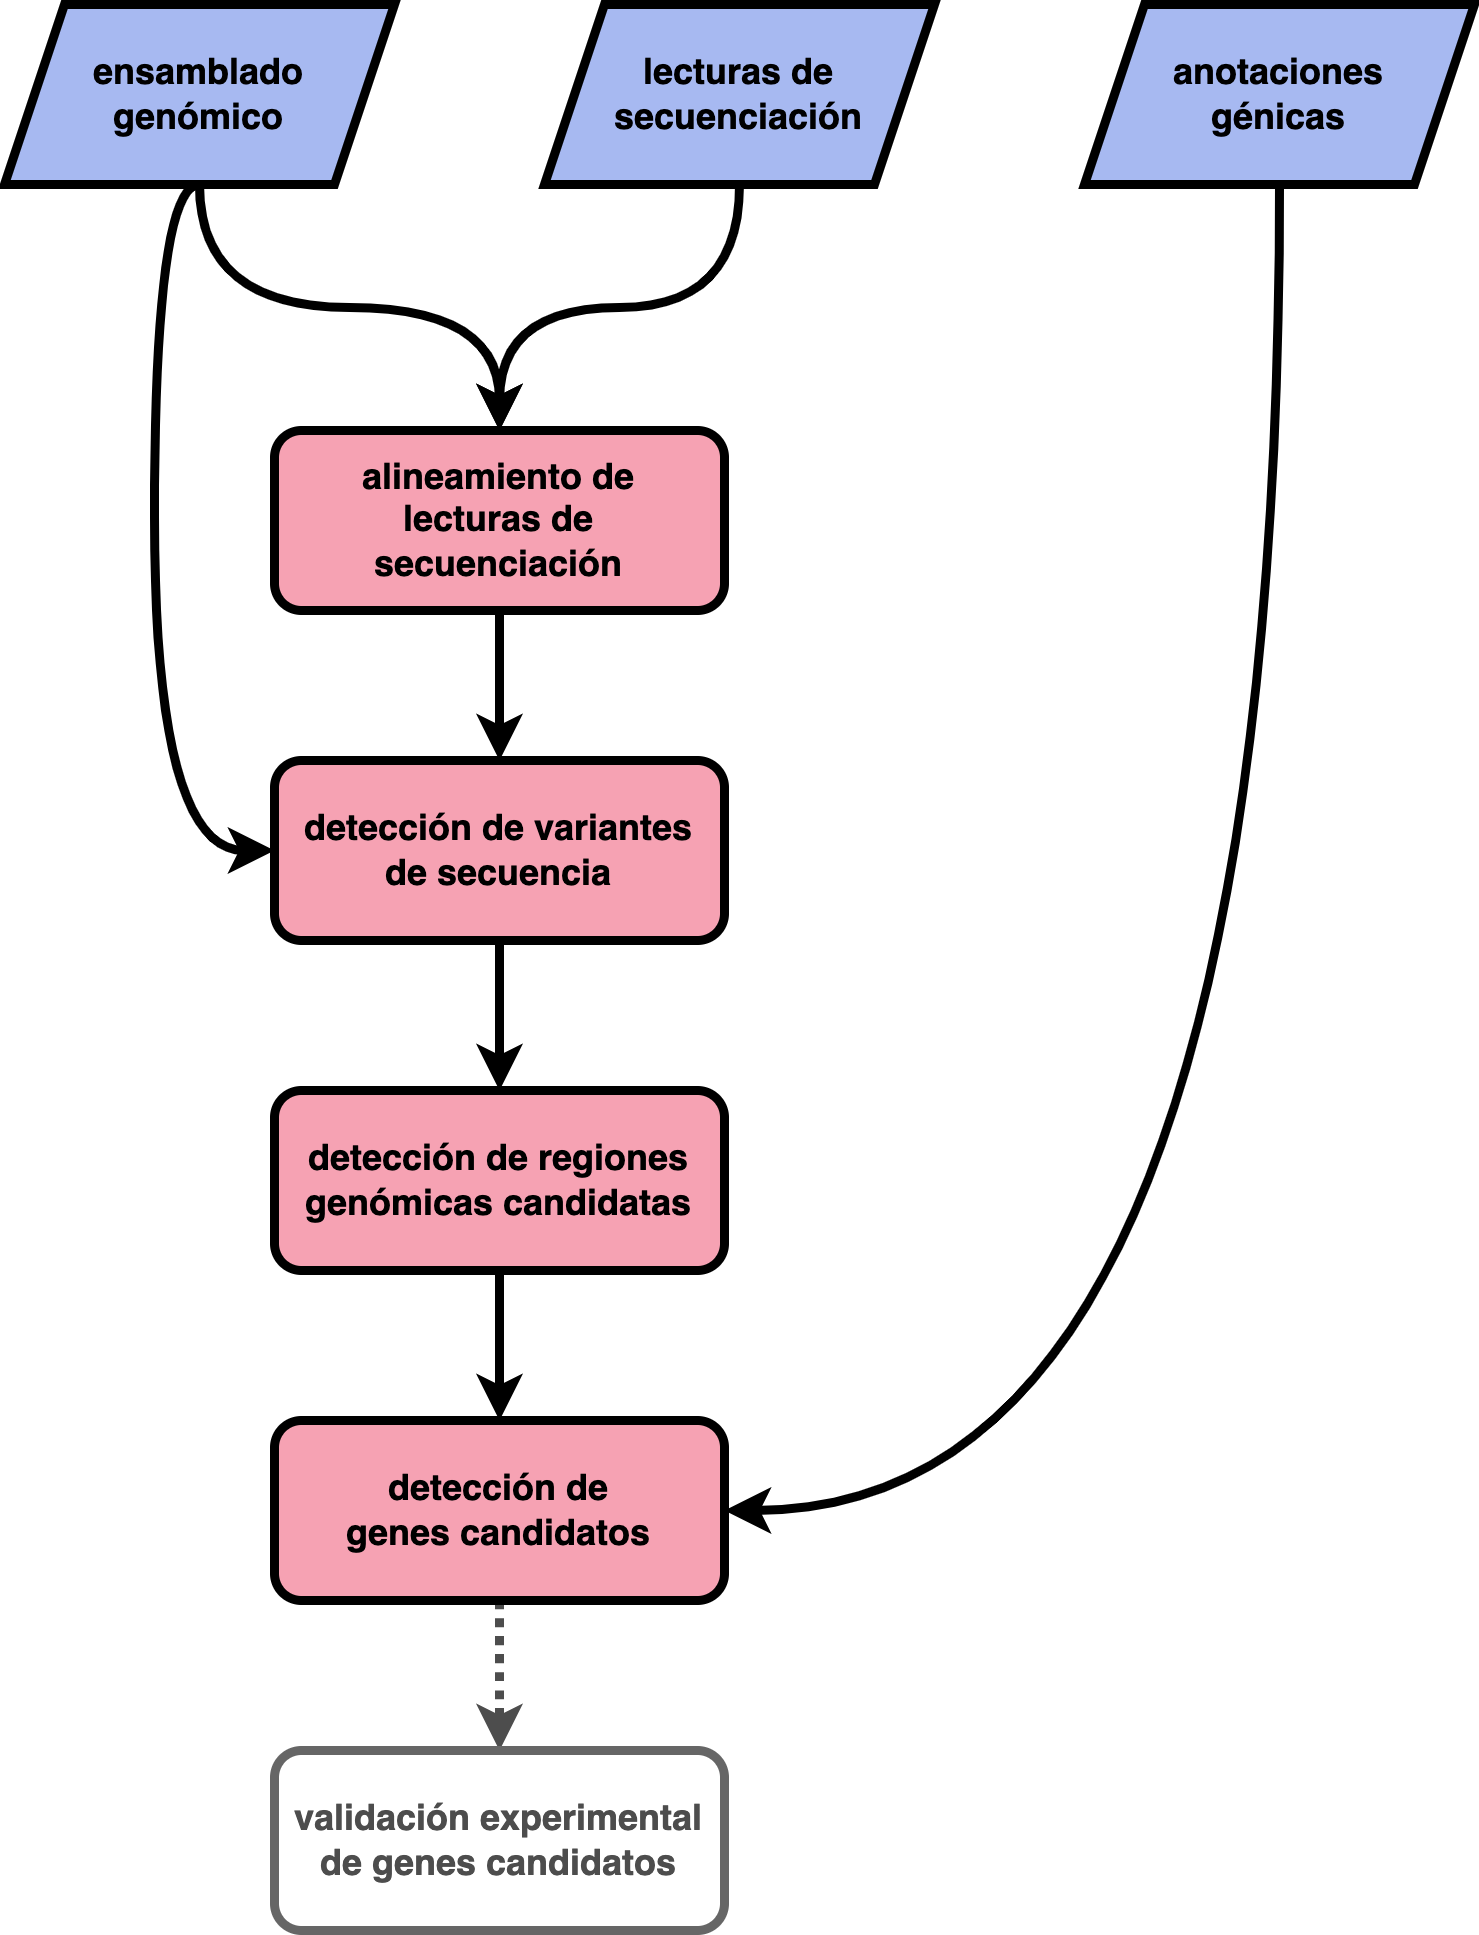 ensamblado
genómico
lecturas de
secuenciación
anotaciones
génicas
alineamiento de
lecturas de
secuenciación
detección de variantes
de secuencia
detección de regiones
genómicas candidatas
detección de
genes candidatos
validación experimental
de genes candidatos